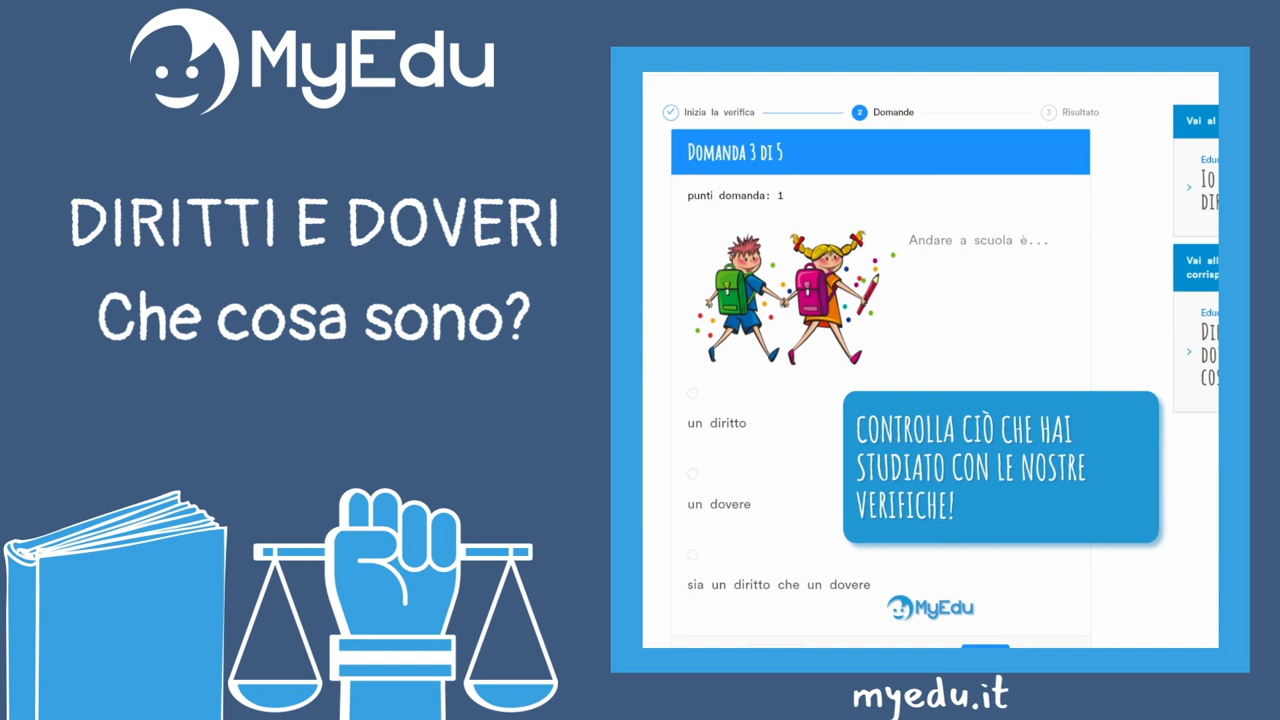 MyEdu
DIRITTI E DOVERI
Che cosa sono?
Inizia la verifica
2
Domande
3
Risultato
DOMANDA 3 DI 5
punti domanda: 1
Andare a scuola è...
un diritto
un dovere
sia un diritto che un dovere
Vai al
Io
Vai all
CONTROLLA CIÒ CHE HAI
STUDIATO CON LE NOSTRE
VERIFICHE!
MyEdu
myedu.it